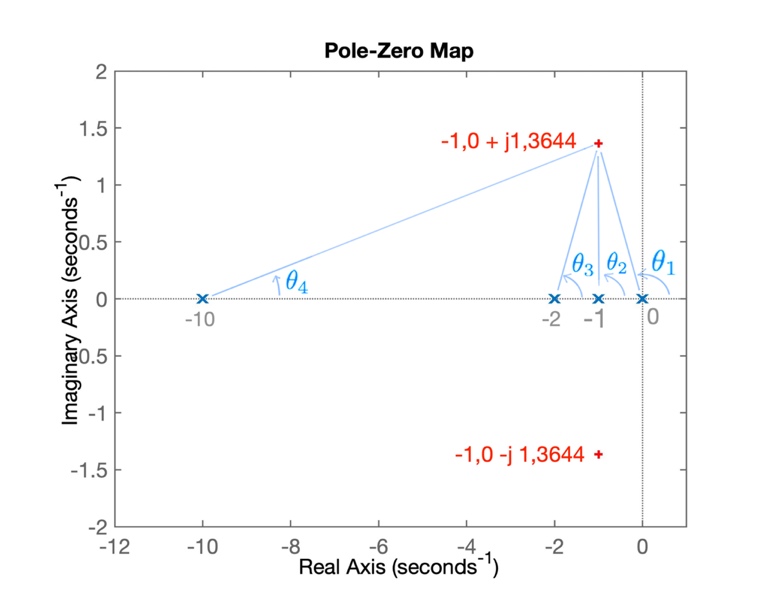 Pole-Zero Map
2
1.5
1
0.5
0
-0.5
-1
-1.5
-2
Imaginary Axis (seconds⁻¹)
-1,0 + j1,3644
θ₄
θ₃
θ₂
θ₁
-10
-2
-1
0
-1,0 -j 1,3644
-12 -10 -8 -6 -4 -2 0
Real Axis (seconds⁻¹)